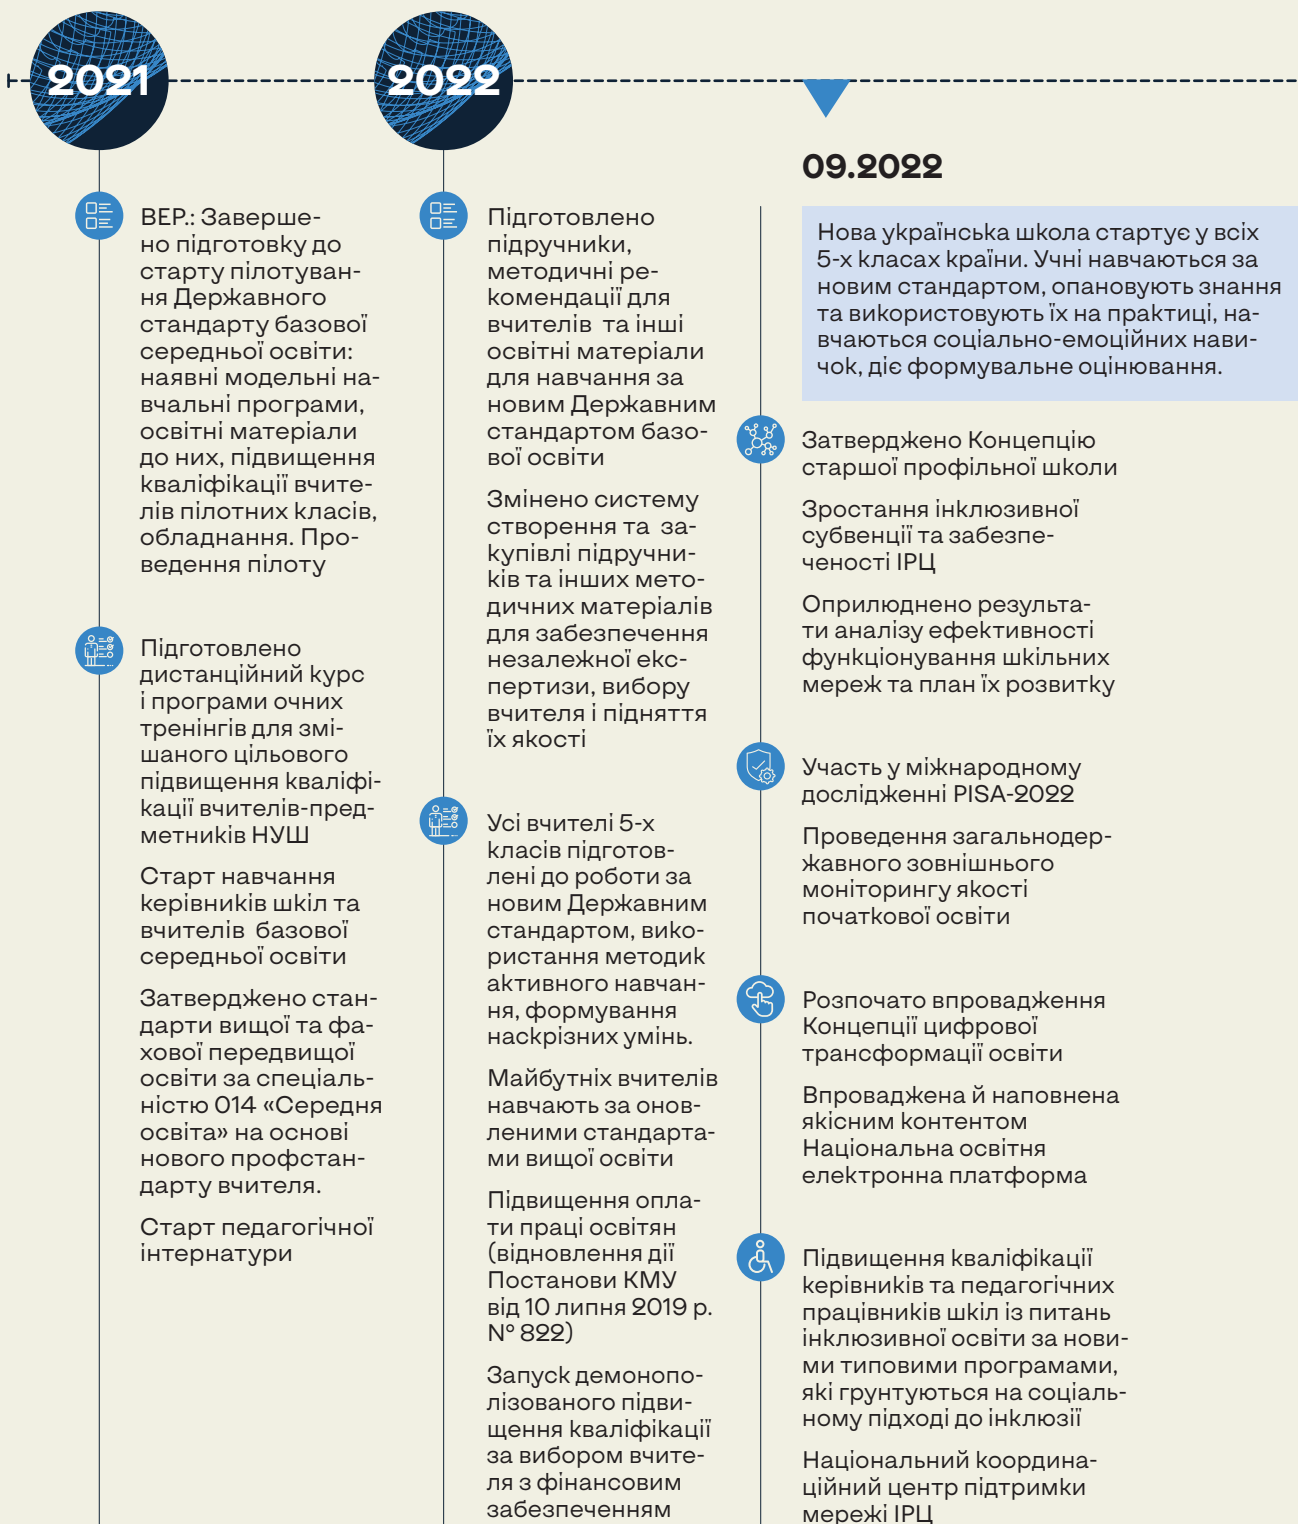 2021
ВЕР.: Заверше-
но підготовку до
старту пілотуван-
ня Державного
стандарту базової
середньої освіти:
наявні модельні на-
вчальні програми,
освітні матеріали
до них, підвищення
кваліфікації вчите-
лів пілотних класів,
обладнання. Про-
ведення пілоту
Підготовлено
дистанційний курс
і програми очних
тренінгів для змі-
шаного цільового
підвищення кваліфі-
кації вчителів-пред-
метників НУШ
Старт навчання
керівників шкіл та
вчителів базової
середньої освіти
Затверджено стан-
дарти вищої та фа-
хової передвищої
освіти за спеціаль-
ністю 014 «Середня
освіта» на основі
нового профстан-
дарту вчителя.
Старт педагогічної
інтернатури
2022
Підготовлено
підручники,
методичні ре-
комендації для
вчителів та інші
освітні матеріали
для навчання за
новим Державним
стандартом базо-
вої освіти
Змінено систему
створення та за-
купівлі підручни-
ків та інших мето-
дичних матеріалів
для забезпечення
незалежної екс-
пертизи, вибору
вчителя і підняття
їх якості
Усі вчителі 5-х
класів підготов-
лені до роботи за
новим Державним
стандартом, вико-
ристання методик
активного навчан-
ня, формування
наскрізних умінь.
Майбутніх вчителів
навчають за онов-
леними стандарта-
ми вищої освіти
Підвищення опла-
ти праці освітян
(відновлення дії
Постанови КМУ
від 10 липня 2019 р.
N° 822)
Запуск демонопо-
лізованого підви-
щення кваліфікації
за вибором вчите-
ля з фінансовим
забезпеченням
09.2022
Нова українська школа стартує у всіх
5-х класах країни. Учні навчаються за
новим стандартом, опановують знання
та використовують їх на практиці, на-
вчаються соціально-емоційних нави-
чок, діє формувальне оцінювання.
Затверджено Концепцію
старшої профільної школи
Зростання інклюзивної
субвенції та забезпе-
ченості ІРЦ
Оприлюднено результа-
ти аналізу ефективності
функціонування шкільних
мереж та план їх розвитку
Участь у міжнародному
дослідженні PISA-2022
Проведення загальнодер-
жавного зовнішнього
моніторингу якості
початкової освіти
Розпочато впровадження
Концепції цифрової
трансформації освіти
Впроваджена й наповнена
якісним контентом
Національна освітня
електронна платформа
Підвищення кваліфікації
керівників та педагогічних
працівників шкіл із питань
інклюзивної освіти за нови-
ми типовими програмами,
які грунтуються на соціаль-
ному підході до інклюзії
Національний координа-
ційний центр підтримки
мережі ІРЦ